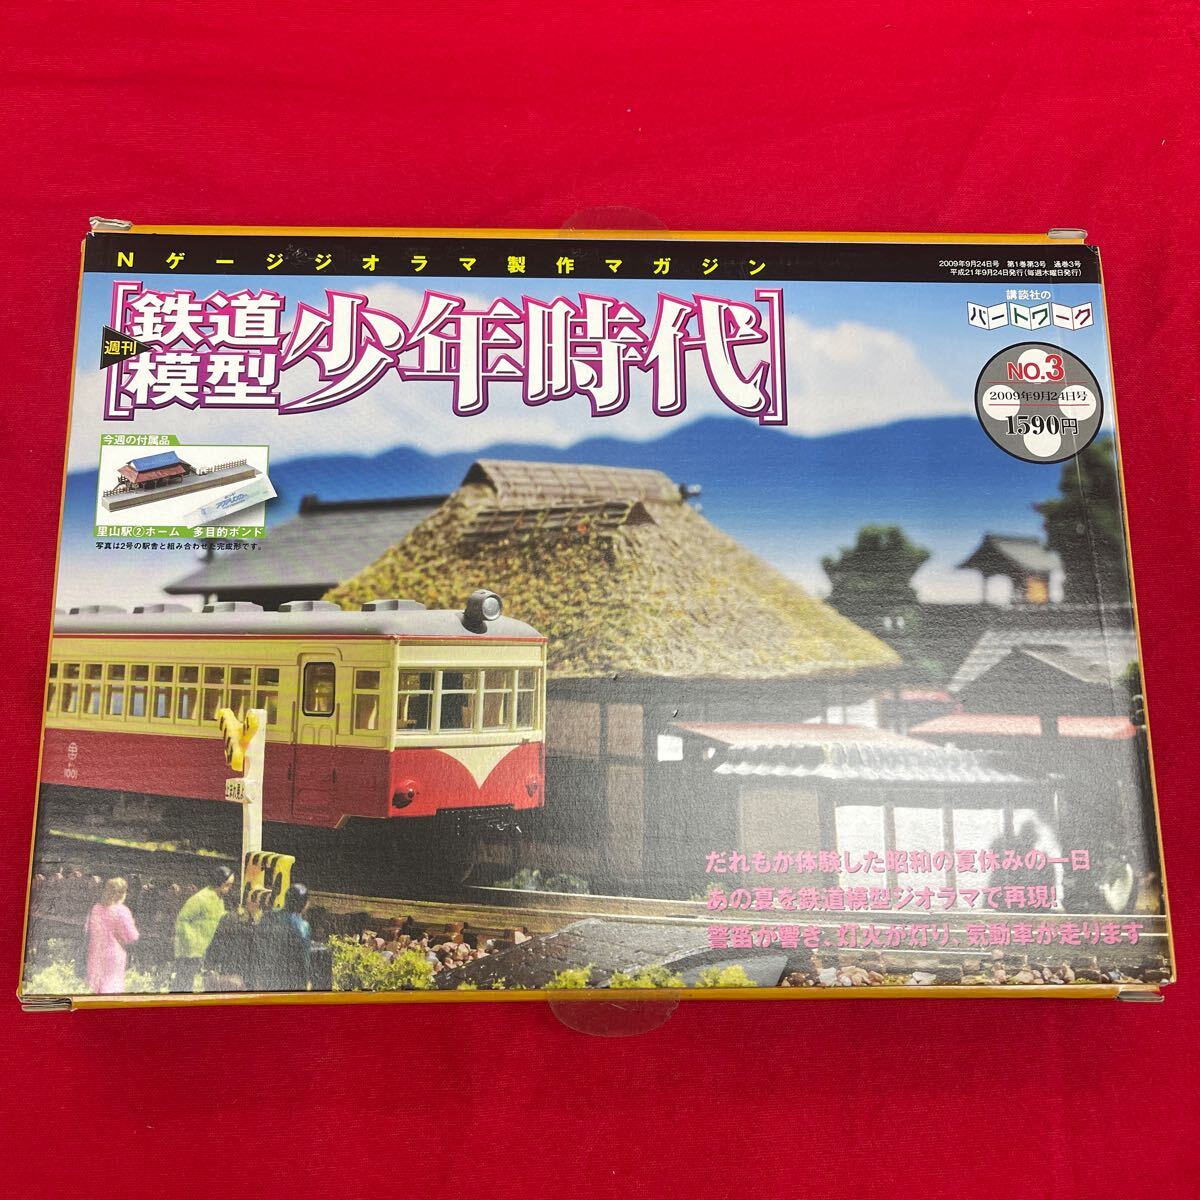 Nゲージジオラマ製作マガジン
2009年9月24日号 第1巻第3号 通巻3号
平成21年9月24日発行(毎週木曜日発行)
講談社の
パートワーク
週刊
鉄道
模型
少年時代
NO.3
2009年9月24日号
1590円
今週の付属品
里山駅②ホーム 多目的ボンド
写真は2号の駅舎と組み合わせた完成形です。
だれもが体験した昭和の夏休みの一日
あの夏を鉄道模型ジオラマで再現!
警笛が響き、灯火が灯り、気動車が走ります